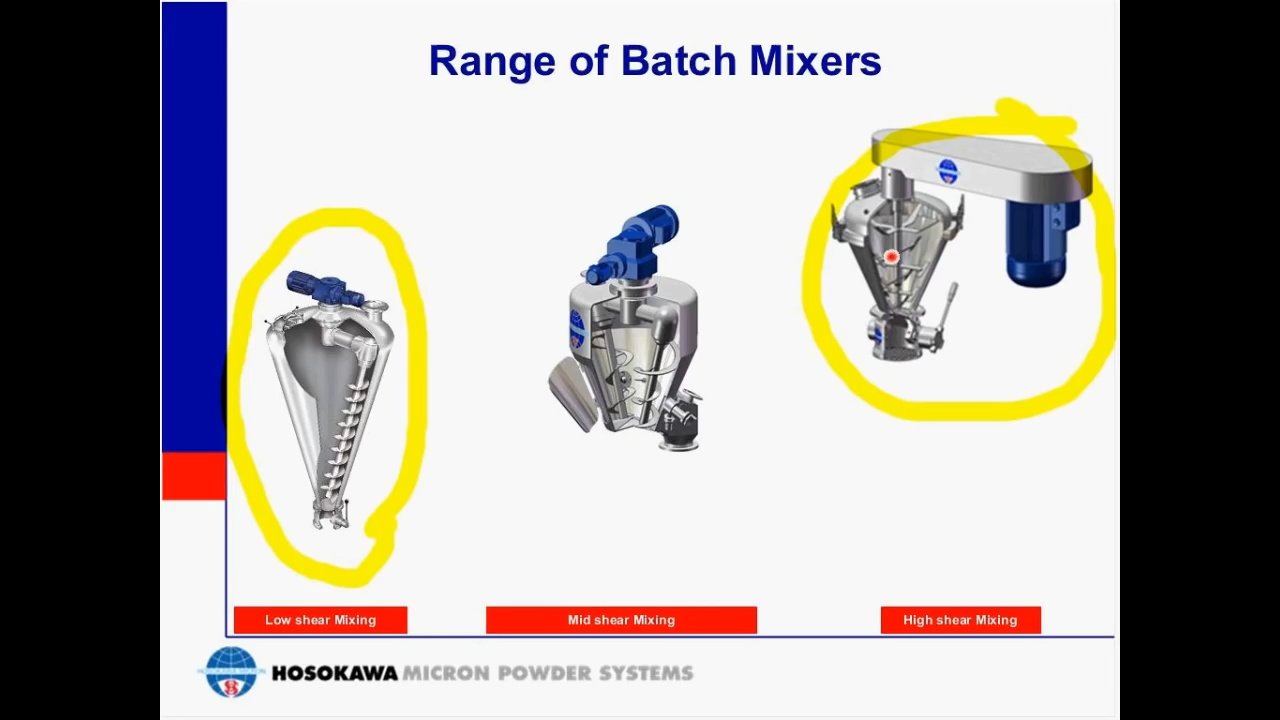 Range of Batch Mixers
Low shear Mixing
Mid shear Mixing
High shear Mixing
HOSOKAWA MICRON POWDER SYSTEMS